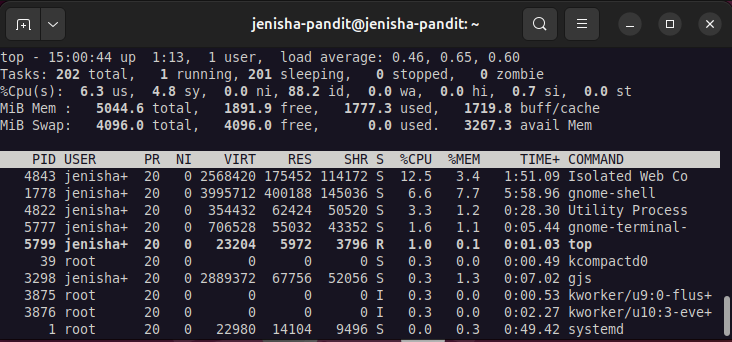 jenisha-pandit@jenisha-pandit: ~
top - 15:00:44 up  1:13,  1 user,  load average: 0.46, 0.65, 0.60
Tasks: 202 total,   1 running, 201 sleeping,   0 stopped,   0 zombie
%Cpu(s):  6.3 us,  4.8 sy,  0.0 ni, 88.2 id,  0.0 wa,  0.0 hi,  0.7 si,  0.0 st
MiB Mem :   5044.6 total,   1891.9 free,   1777.3 used,   1719.8 buff/cache
MiB Swap:   4096.0 total,   4096.0 free,      0.0 used.   3267.3 avail Mem
PID USER      PR  NI    VIRT    RES    SHR S  %CPU  %MEM     TIME+ COMMAND
4843 jenisha+  20   0 2568420 175452 114172 S  12.5   3.4   1:51.09 Isolated Web Co
1778 jenisha+  20   0 3995712 400188 145036 S   6.6   7.7   5:58.96 gnome-shell
4822 jenisha+  20   0  354432  62424  50520 S   3.3   1.2   0:28.30 Utility Process
5777 jenisha+  20   0  706528  55032  43352 S   1.6   1.1   0:05.44 gnome-terminal-
5799 jenisha+  20   0   23204   5972   3796 R   1.0   0.1   0:01.03 top
39 root      20   0       0      0      0 S   0.3   0.0   0:00.49 kcompactd0
3298 jenisha+  20   0 2889372  67756  52056 S   0.3   1.3   0:07.02 gjs
3875 root      20   0       0      0      0 I   0.3   0.0   0:00.53 kworker/u9:0-flus+
3876 root      20   0       0      0      0 I   0.3   0.0   0:02.27 kworker/u10:3-eve+
1 root      20   0   22980  14104   9496 S   0.0   0.3   0:49.42 systemd